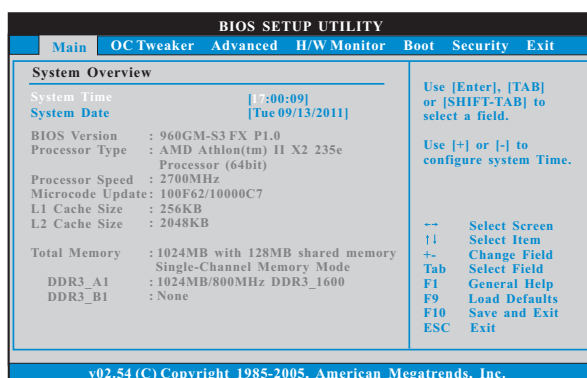 BIOS SETUP UTILITY
Main OC Tweaker Advanced H/W Monitor Boot Security Exit
System Overview
System Time [17:00:09]
System Date [Tue 09/13/2011]
BIOS Version : 960GM-S3 FX P1.0
Processor Type : AMD Athlon(tm) II X2 235e
Processor (64bit)
Processor Speed : 2700MHz
Microcode Update : 100F62/10000C7
L1 Cache Size : 256KB
L2 Cache Size : 2048KB
Total Memory : 1024MB with 128MB shared memory
Single-Channel Memory Mode
DDR3_A1 : 1024MB/800MHz DDR3_1600
DDR3_B1 : None
Use [Enter], [TAB]
or [SHIFT-TAB] to
select a field.
Use [+] or [-] to
configure system Time.
←→ Select Screen
↑↓ Select Item
+- Change Field
Tab Select Field
F1 General Help
F9 Load Defaults
F10 Save and Exit
ESC Exit
v02.54 (C) Copyright 1985-2005, American Megatrends, Inc.